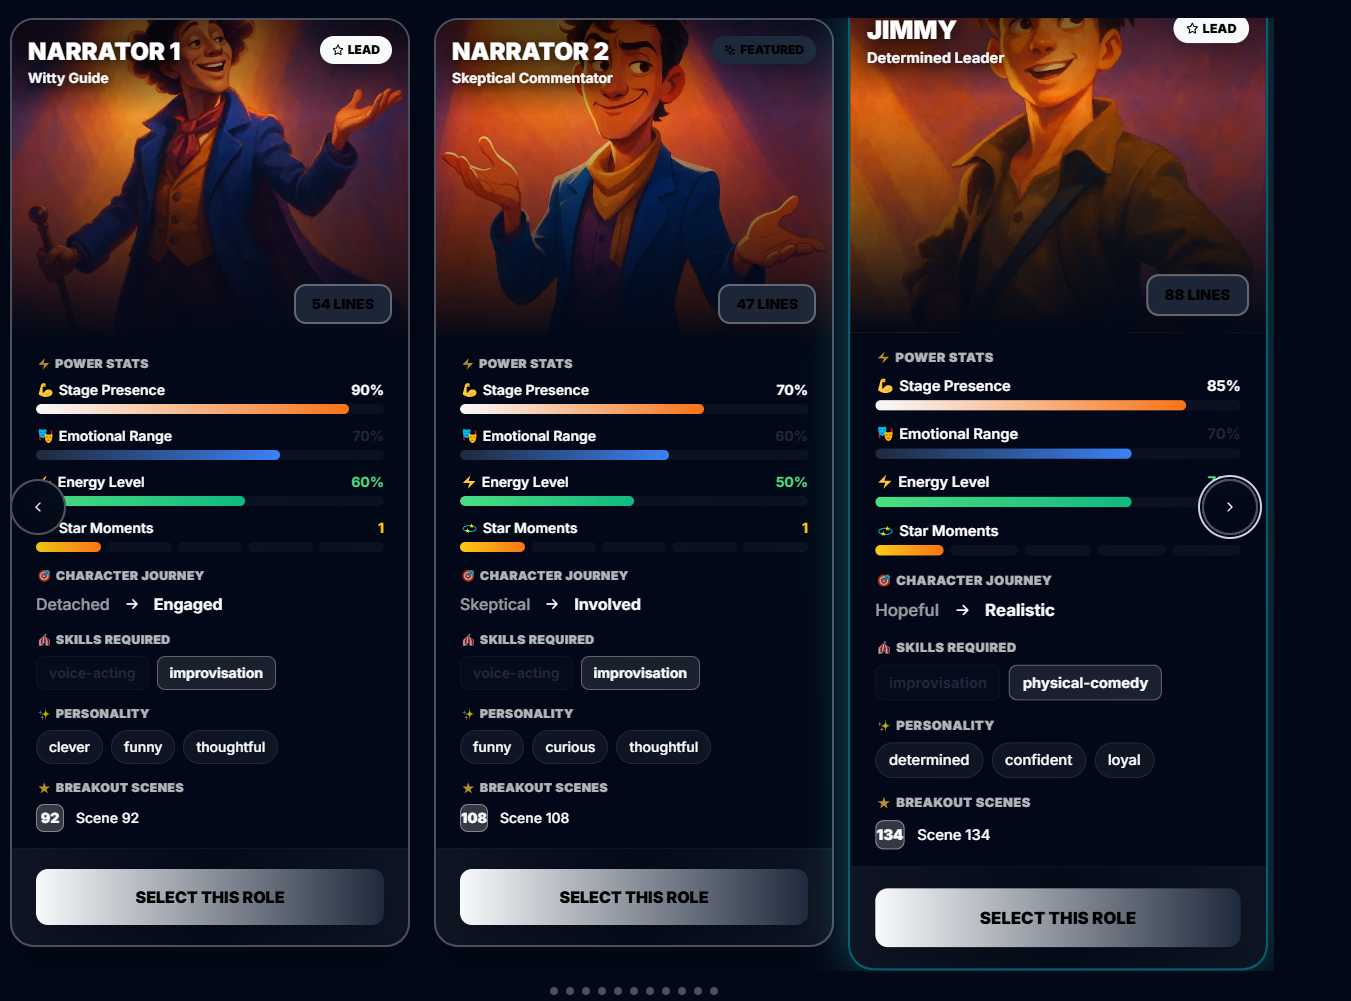 NARRATOR 1
LEAD
Witty Guide
54 LINES
POWER STATS
Stage Presence 90%
Emotional Range 70%
Energy Level 60%
Star Moments 1
CHARACTER JOURNEY
Detached → Engaged
SKILLS REQUIRED
voice-acting improvisation
PERSONALITY
clever funny thoughtful
BREAKOUT SCENES
92 Scene 92
SELECT THIS ROLE
NARRATOR 2
FEATURED
Skeptical Commentator
47 LINES
POWER STATS
Stage Presence 70%
Emotional Range 60%
Energy Level 50%
Star Moments 1
CHARACTER JOURNEY
Skeptical → Involved
SKILLS REQUIRED
voice-acting improvisation
PERSONALITY
funny curious thoughtful
BREAKOUT SCENES
108 Scene 108
SELECT THIS ROLE
JIMMY
LEAD
Determined Leader
88 LINES
POWER STATS
Stage Presence 85%
Emotional Range 70%
Energy Level
Star Moments
CHARACTER JOURNEY
Hopeful → Realistic
SKILLS REQUIRED
improvisation physical-comedy
PERSONALITY
determined confident loyal
BREAKOUT SCENES
134 Scene 134
SELECT THIS ROLE